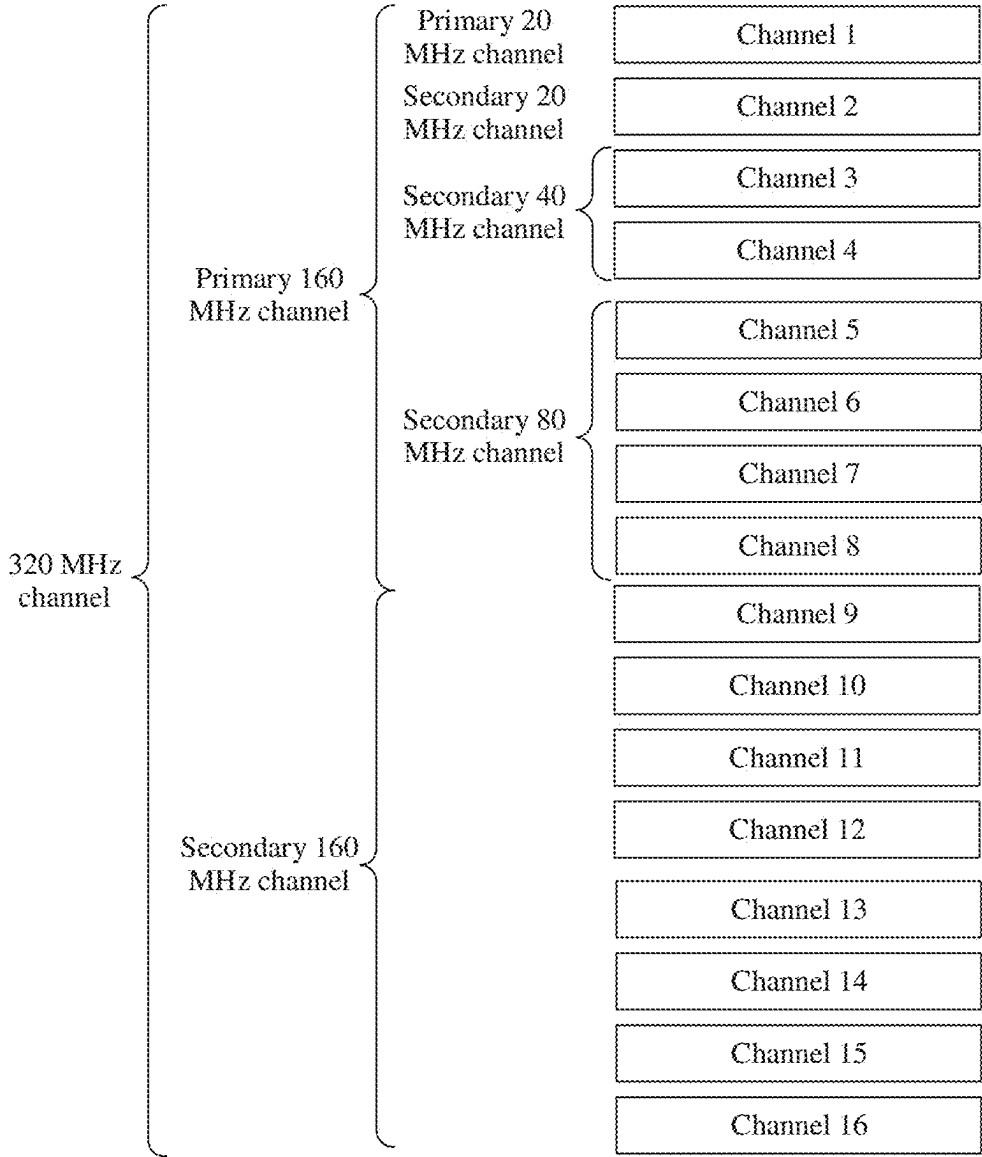 Primary 20
MHz channel
Channel 1
Secondary 20
MHz channel
Channel 2
Secondary 40
MHz channel
Channel 3
Channel 4
Primary 160
MHz channel
Secondary 80
MHz channel
Channel 5
Channel 6
Channel 7
Channel 8
320 MHz
channel
Channel 9
Channel 10
Channel 11
Channel 12
Secondary 160
MHz channel
Channel 13
Channel 14
Channel 15
Channel 16